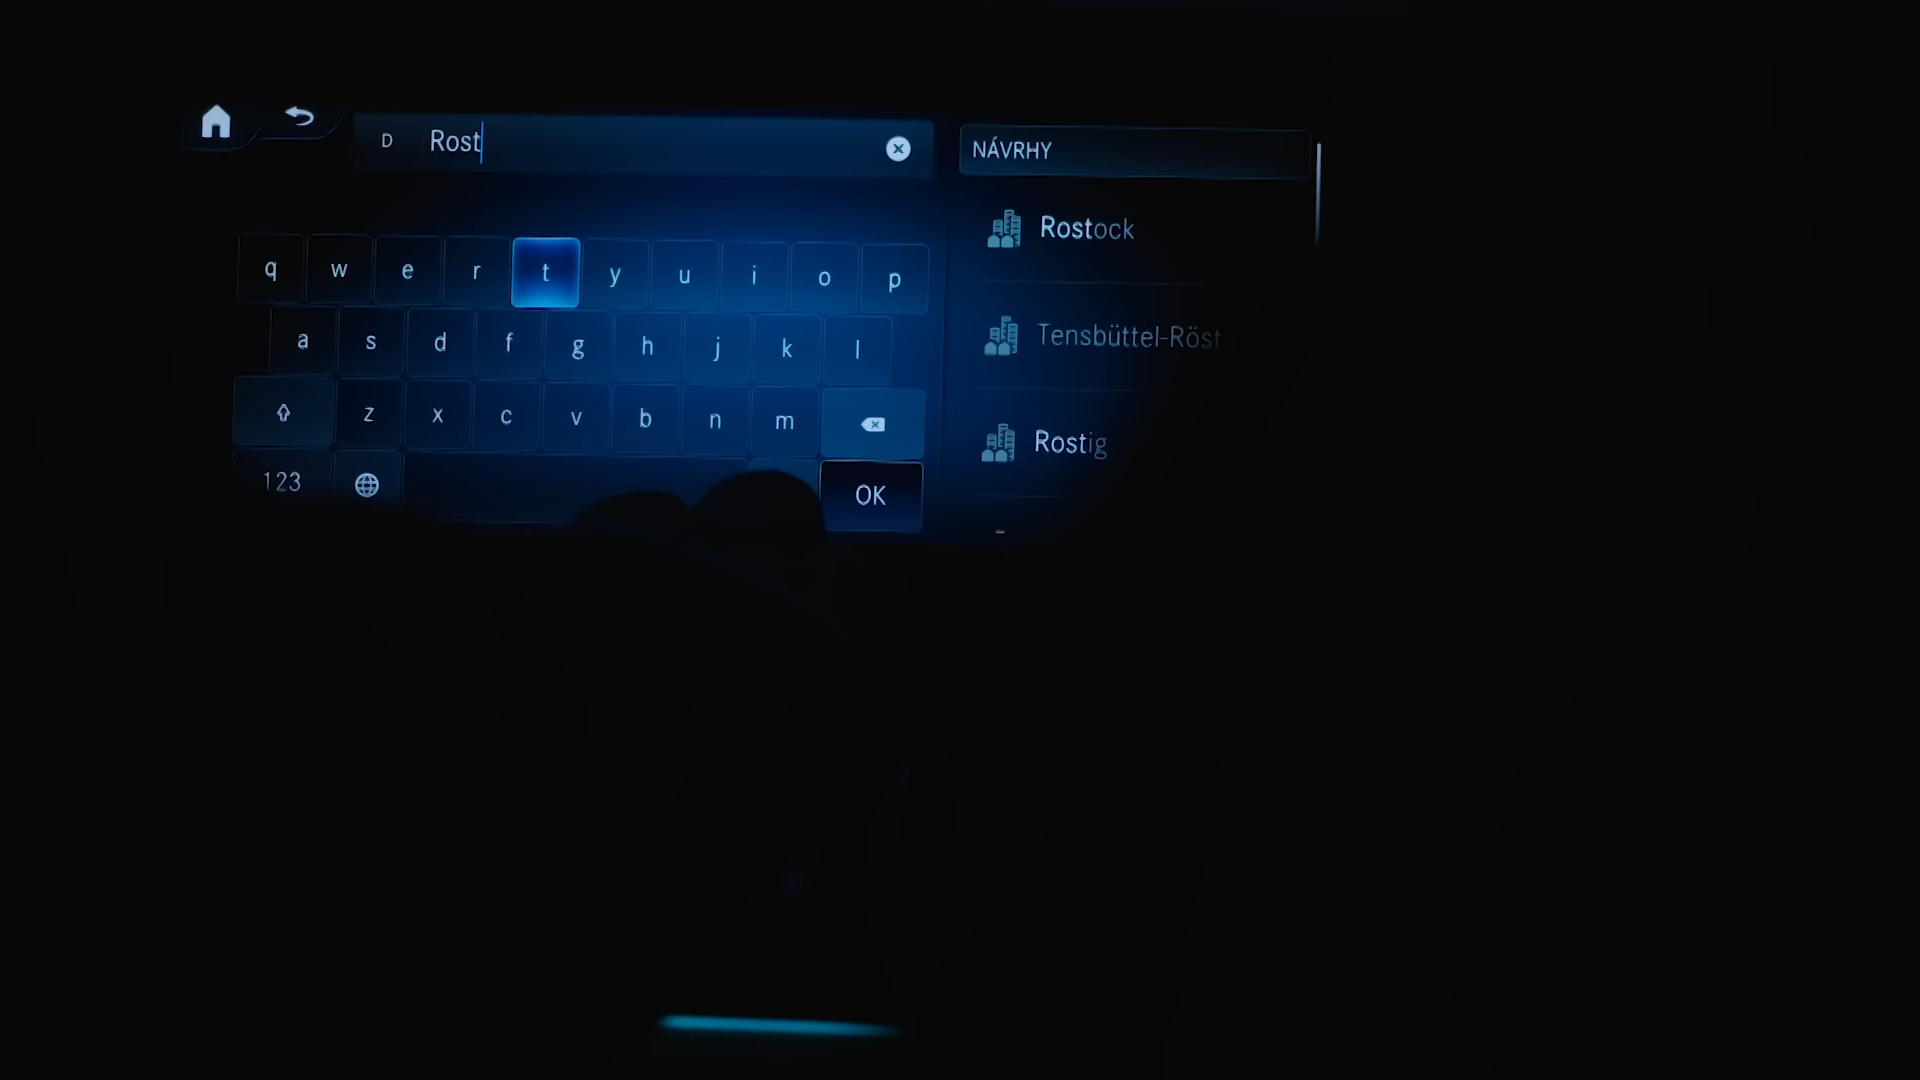 D Rost
NÁVRHY
Rostock
Tensbüttel-Röst
Rostig
q w e r t y u i o p
a s d f g h j k l
z x c v b n m
123 OK